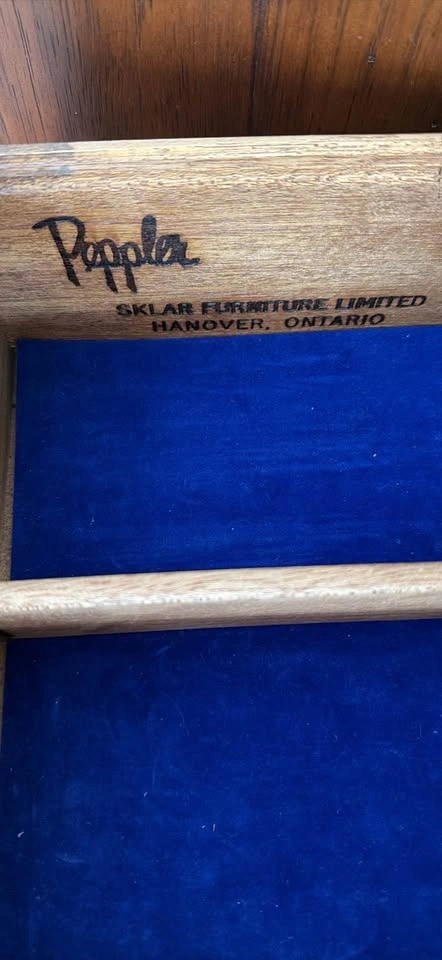 Peppler
SKLAR FURNITURE LIMITED
HANOVER, ONTARIO